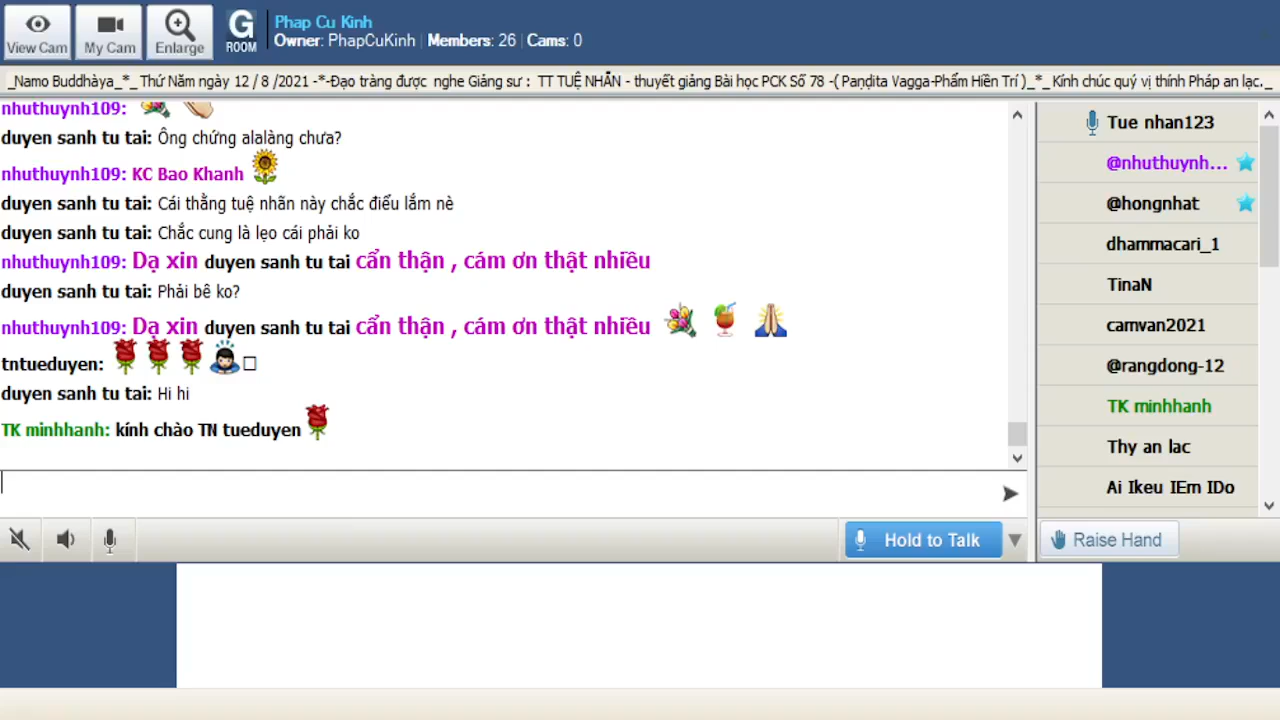 View Cam
My Cam
Enlarge
G
ROOM
Phap Cu Kinh
Owner: PhapCuKinh | Members: 26 | Cams: 0
_Namo Buddhàya_*_ Thứ Năm ngày 12 / 8 /2021 -*-Đạo tràng được nghe Giảng sư : TT TUỆ NHẪN - thuyết giảng Bài học PCK Số 78 -( Paṇḍita Vagga-Phẩm Hiền Trí )_*_ Kính chúc quý vị thính Pháp an lạc._
nhuthuynh109:
duyen sanh tu tai: Ông chứng alalàng chưa?
nhuthuynh109: KC Bao Khanh
duyen sanh tu tai: Cái thằng tuệ nhãn này chắc điểu lắm nè
duyen sanh tu tai: Chắc cung là lẹo cái phải ko
nhuthuynh109: Dạ xin duyen sanh tu tai cẩn thận , cám ơn thật nhiều
duyen sanh tu tai: Phải bê ko?
nhuthuynh109: Dạ xin duyen sanh tu tai cẩn thận , cám ơn thật nhiều
tntueduyen:
duyen sanh tu tai: Hi hi
TK minhhanh: kính chào TN tueduyen
Hold to Talk
Tue nhan123
@nhuthuynh...
@hongnhat
dhammacari_1
TinaN
camvan2021
@rangdong-12
TK minhhanh
Thy an lac
Ai Ikeu IEm IDo
Raise Hand